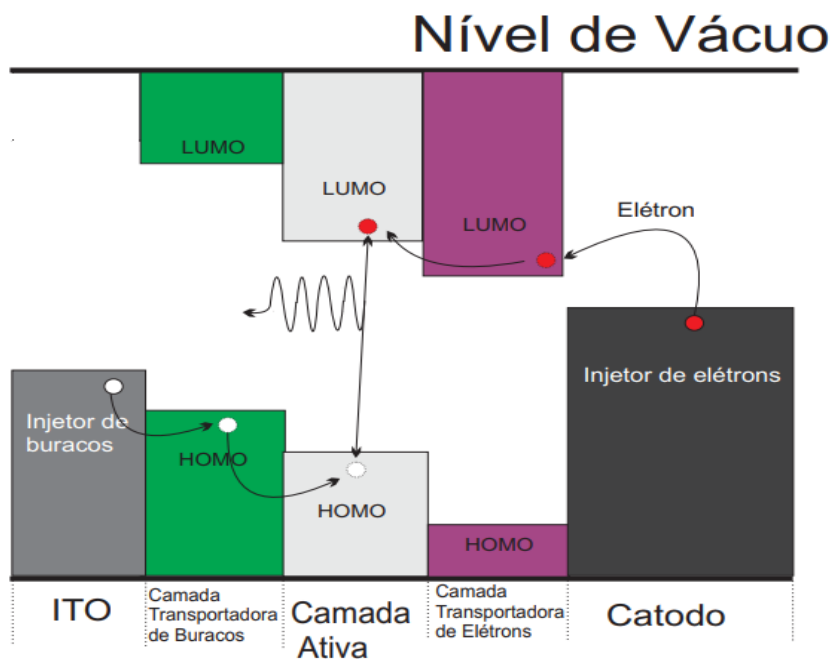 Nível de Vácuo
LUMO
LUMO
LUMO
Elétron
Injetor de
buracos
HOMO
HOMO
HOMO
Injetor de elétrons
ITO
Camada
Transportadora
de Buracos
Camada
Ativa
Camada
Transportadora
de Elétrons
Catodo